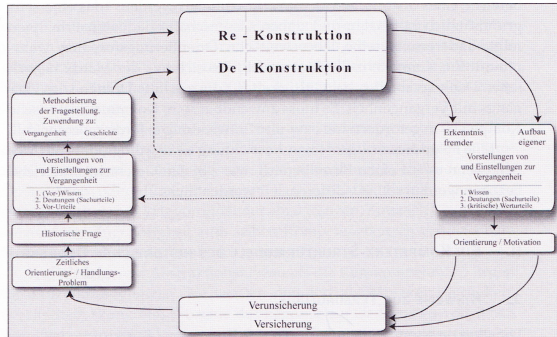 Re - Konstruktion
De - Konstruktion
Methodisierung
der Fragestellung.
Zuwendung zu:
Vergangenheit Geschichte
Vorstellungen von
und Einstellungen zur
Vergangenheit
1. (Vor-)Wissen
2. Deutungen (Sachurteile)
3. Vor-Urteile
Historische Frage
Zeitliches
Orientierungs- / Handlungs-
Problem
Erkenntnis Aufbau
fremder eigener
Vorstellungen von
und Einstellungen zur
Vergangenheit
1. Wissen
2. Deutungen (Sachurteile)
3. (kritische) Werturteile
Orientierung / Motivation
Verunsicherung
Versicherung